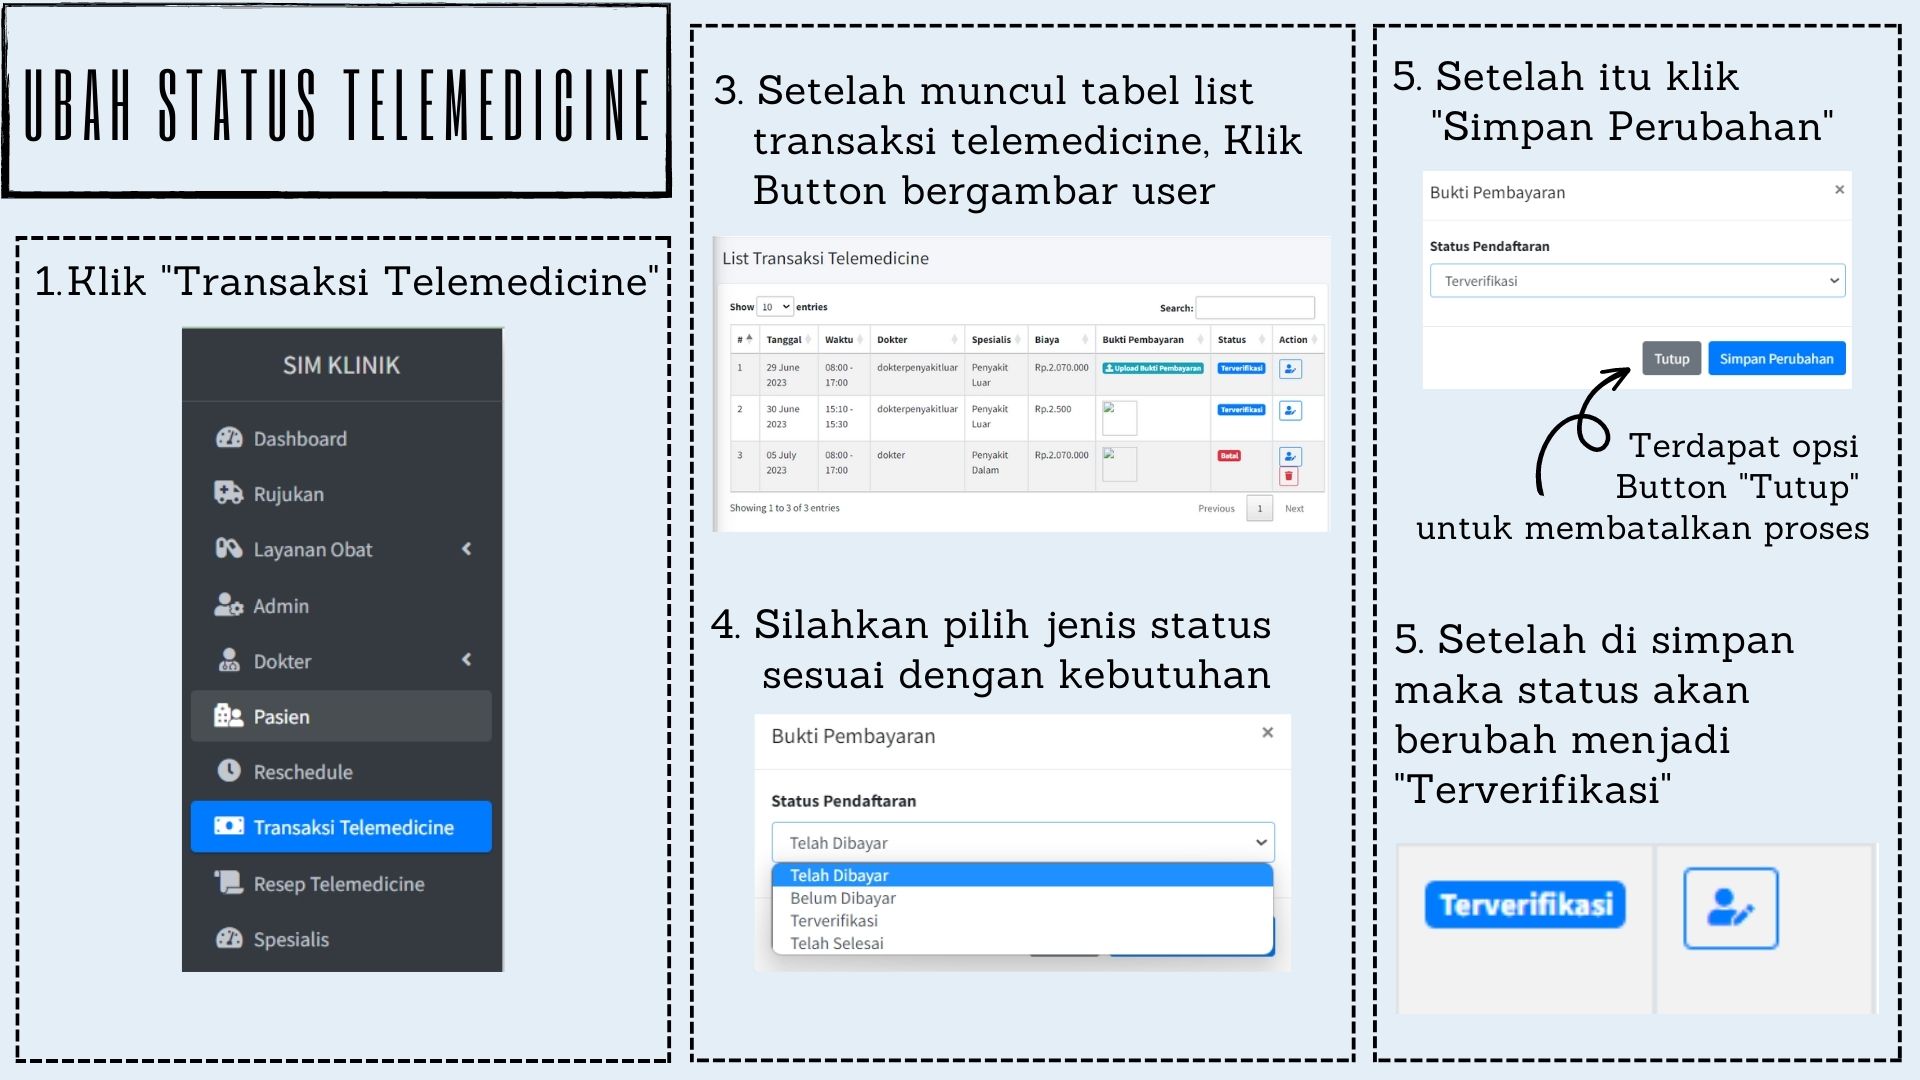 UBAH STATUS TELEMEDICINE
1.Klik "Transaksi Telemedicine"
SIM KLINIK
Dashboard
Rujukan
Layanan Obat
Admin
Dokter
Pasien
Reschedule
Transaksi Telemedicine
Resep Telemedicine
Spesialis
3. Setelah muncul tabel list
transaksi telemedicine, Klik
Button bergambar user
List Transaksi Telemedicine
Show 10 entries Search:
# Tanggal Waktu Dokter Spesialis Biaya Bukti Pembayaran Status Action
1 29 June 2023 08:00 - 17:00 dokterpenyakitluar Penyakit Luar Rp.2.070.000 Upload Bukti Pembayaran Terverifikasi
2 30 June 2023 15:10 - 15:30 dokterpenyakitluar Penyakit Luar Rp.2.500 Terverifikasi
3 05 July 2023 08:00 - 17:00 dokter Penyakit Dalam Rp.2.070.000 Batal
Showing 1 to 3 of 3 entries Previous 1 Next
4. Silahkan pilih jenis status
sesuai dengan kebutuhan
Bukti Pembayaran ×
Status Pendaftaran
Telah Dibayar
Telah Dibayar
Belum Dibayar
Terverifikasi
Telah Selesai
5. Setelah itu klik
"Simpan Perubahan"
Bukti Pembayaran ×
Status Pendaftaran
Terverifikasi
Tutup Simpan Perubahan
Terdapat opsi
Button "Tutup"
untuk membatalkan proses
5. Setelah di simpan
maka status akan
berubah menjadi
"Terverifikasi"
Terverifikasi